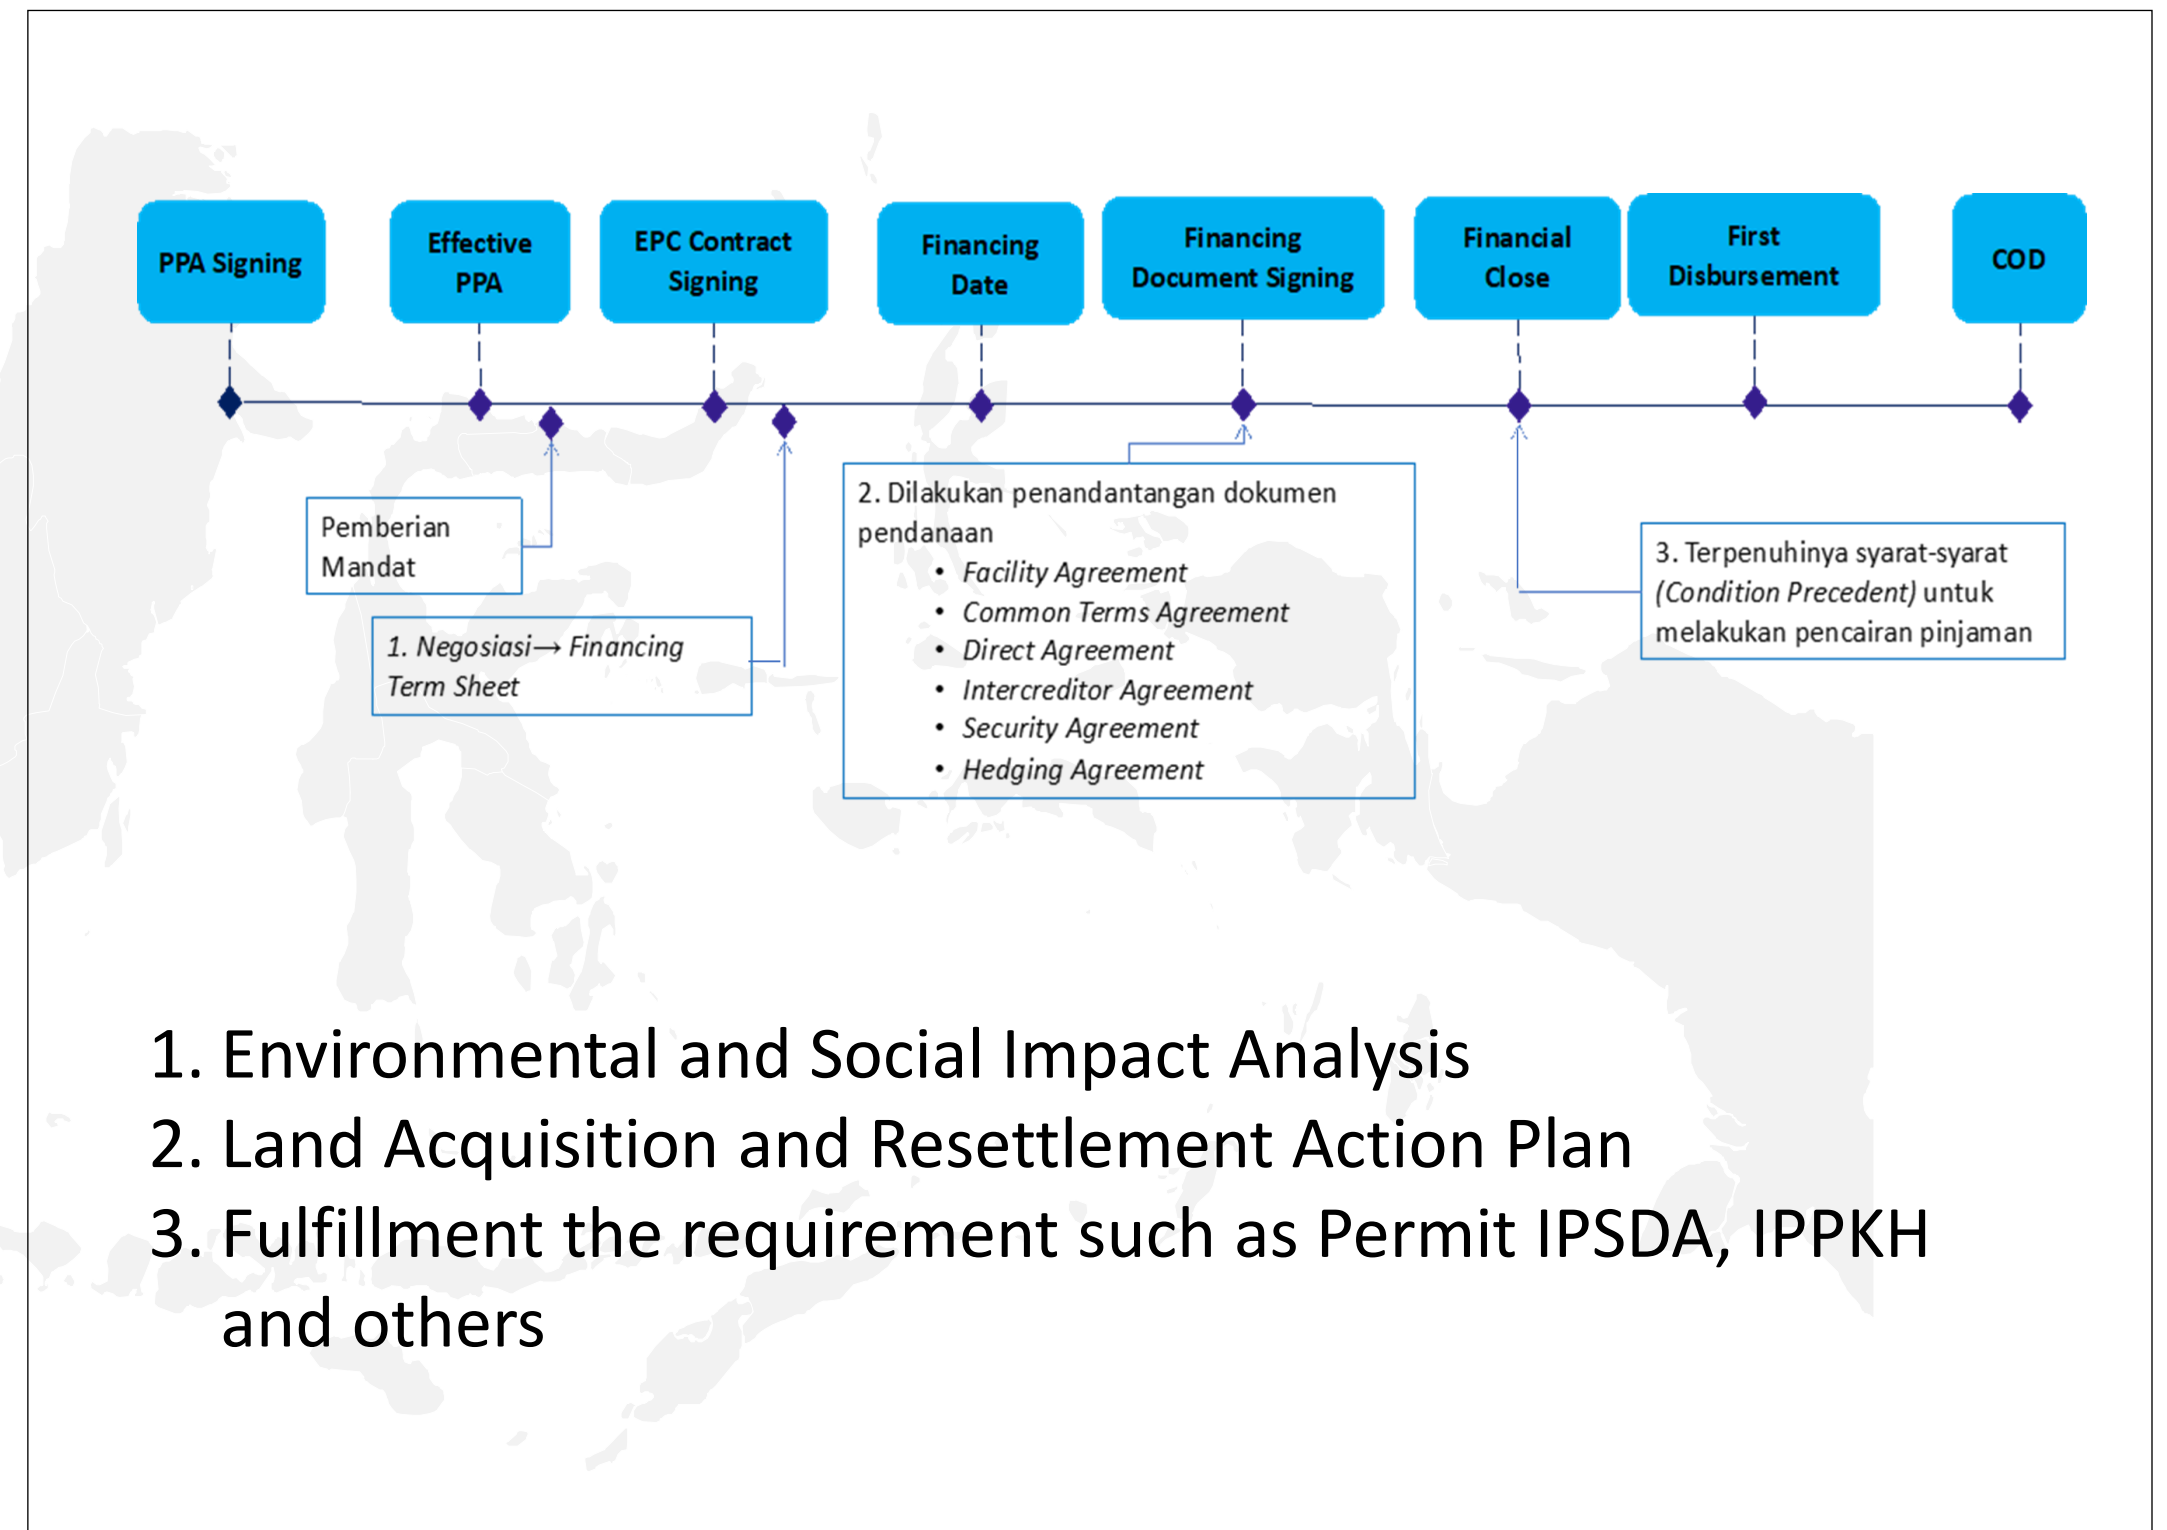 PPA Signing
Effective
PPA
EPC Contract
Signing
Financing
Date
Financing
Document Signing
Financial
Close
First
Disbursement
COD
Pemberian
Mandat
1. Negosiasi→ Financing
Term Sheet
2. Dilakukan penandantangan dokumen
pendanaan
• Facility Agreement
• Common Terms Agreement
• Direct Agreement
• Intercreditor Agreement
• Security Agreement
• Hedging Agreement
3. Terpenuhinya syarat-syarat
(Condition Precedent) untuk
melakukan pencairan pinjaman
1. Environmental and Social Impact Analysis
2. Land Acquisition and Resettlement Action Plan
3. Fulfillment the requirement such as Permit IPSDA, IPPKH
and others